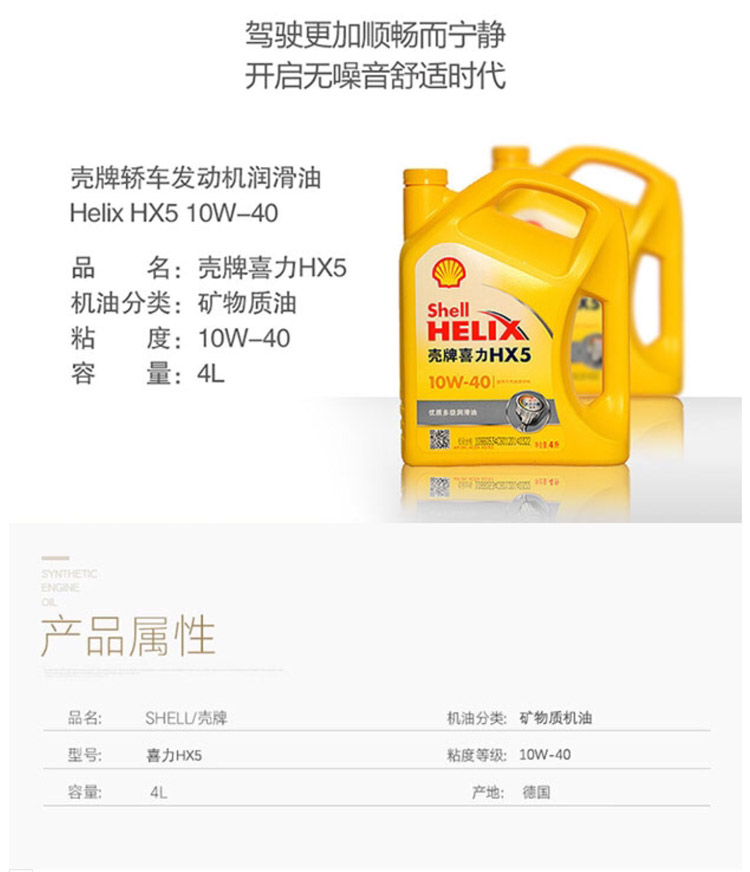 驾驶更加顺畅而宁静
开启无噪音舒适时代
壳牌轿车发动机润滑油
Helix HX5 10W-40
品 名：壳牌喜力HX5
机油分类：矿物质油
粘 度：10W-40
容 量：4L
Shell
HELIX
壳牌喜力HX5
10W-40
优质多级润滑油
净含量:4升
SYNTHETIC
ENGINE
OIL
产品属性
品名: SHELL/壳牌 机油分类: 矿物质机油
型号: 喜力HX5 粘度等级: 10W-40
容量: 4L 产地: 德国